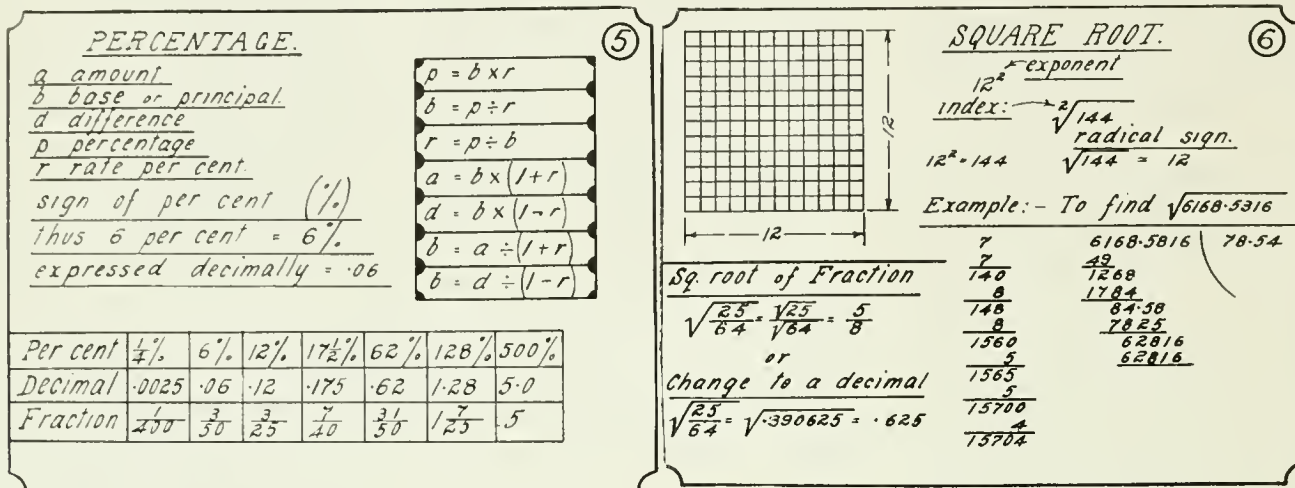 PERCENTAGE.
5
a amount
b base or principal.
d difference
p percentage
r rate per cent.
sign of per cent (%)
thus 6 per cent = 6%
expressed decimally = ·06
p = b x r
b = p ÷ r
r = p ÷ b
a = b x (1 + r)
d = b x (1 - r)
b = a ÷ (1 + r)
b = d ÷ (1 - r)
Per cent 1/4% 6% 12% 17 1/2% 62% 128% 500%
Decimal ·0025 ·06 ·12 ·175 ·62 1·28 5·0
Fraction 1/400 3/50 3/25 7/40 31/50 1 7/25 5
SQUARE ROOT.
6
12
12
12² exponent
index: ²√144
radical sign.
12² = 144 √144 = 12
Example:- To find √6168·5316
7 6168·5816 78·54
7 49
140 1268
8 1784
148 84·58
8 7825
1560 62816
5 62816
1565
5
15700
4
15704
Sq. root of Fraction
√25/64 = √25/√64 = 5/8
or
Change to a decimal
√25/64 = √·390625 = ·625